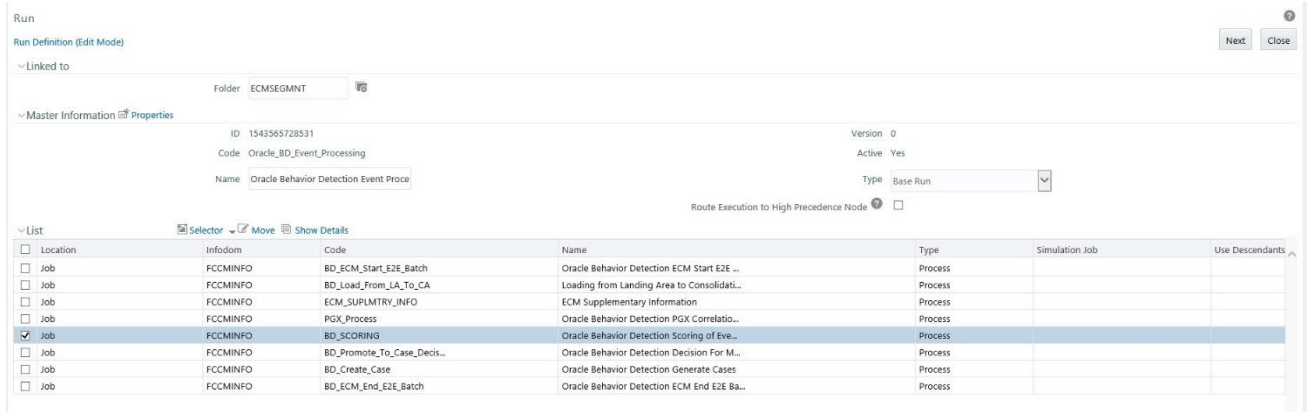 Run
Run Definition (Edit Mode)
Next Close
Linked to
Folder ECMSEGMNT
Master Information Properties
ID 1543565728531 Version 0
Code Oracle_BD_Event_Processing Active Yes
Name Oracle Behavior Detection Event Proce Type Base Run
Route Execution to High Precedence Node ?
List Selector Move Show Details
Location Infodom Code Name Type Simulation Job Use Descendants
Job FCCMINFO BD_ECM_Start_E2E_Batch Oracle Behavior Detection ECM Start E2E ... Process
Job FCCMINFO BD_Load_From_LA_To_CA Loading from Landing Area to Consolidati... Process
Job FCCMINFO ECM_SUPLMTRY_INFO ECM Supplementary Information Process
Job FCCMINFO PGX_Process Oracle Behavior Detection PGX Correlatio... Process
Job FCCMINFO BD_SCORING Oracle Behavior Detection Scoring of Eve... Process
Job FCCMINFO BD_Promote_To_Case_Decis... Oracle Behavior Detection Decision For M... Process
Job FCCMINFO BD_Create_Case Oracle Behavior Detection Generate Cases Process
Job FCCMINFO BD_ECM_End_E2E_Batch Oracle Behavior Detection ECM End E2E Ba... Process